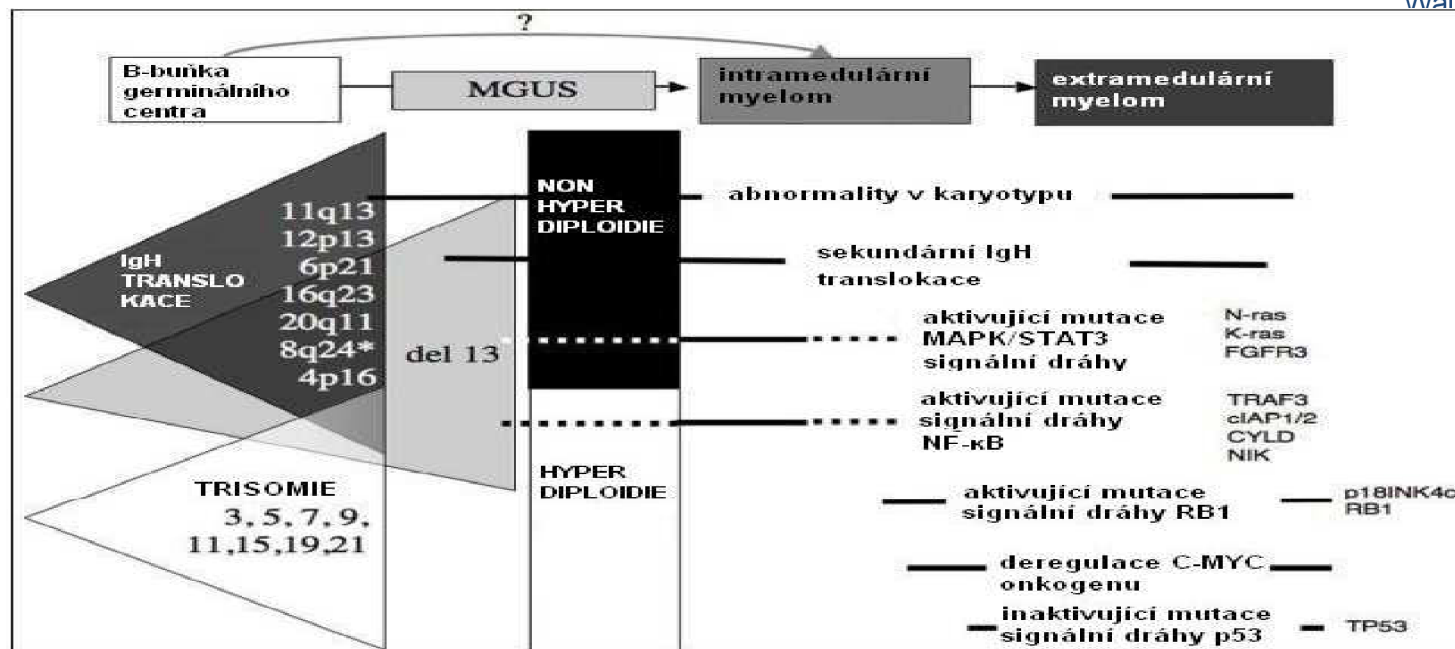 ?
B-buňka
germinálního
centra
MGUS
intramedulární
myelom
extramedulární
myelom
11q13
12p13
6p21
16q23
20q11
8q24*
4p16
IgH
TRANSLO
KACE
del 13
TRISOMIE
3, 5, 7, 9,
11,15,19,21
NON
HYPER
DIPLOIDIE
HYPER
DIPLOIDIE
abnormality v karyotypu
sekundární IgH
translokace
aktivující mutace
MAPK/STAT3
signální dráhy
N-ras
K-ras
FGFR3
aktivující mutace
signální dráhy
NF-κB
TRAF3
cIAP1/2
CYLD
NIK
aktivující mutace
signální dráhy RB1
p18INK4c
RB1
deregulace C-MYC
onkogenu
inaktivující mutace
signální dráhy p53
TP53